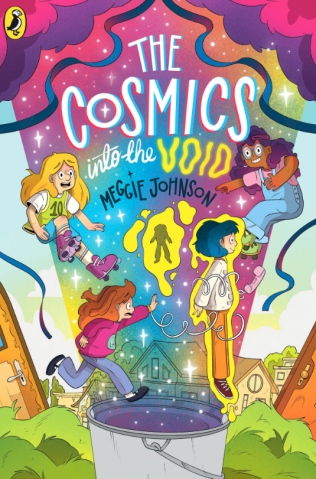 THE
COSMICS
into the VOID
MEGGIE JOHNSON
10